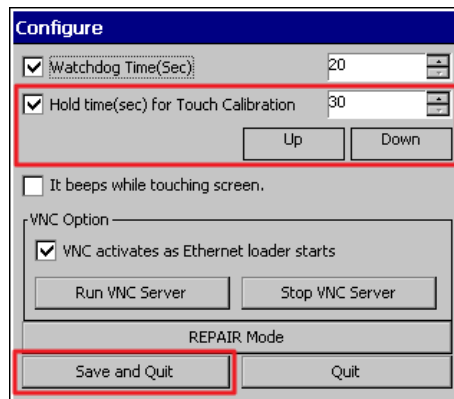 Configure
Watchdog Time(Sec) 20
Hold time(sec) for Touch Calibration 30
Up Down
It beeps while touching screen.
VNC Option
VNC activates as Ethernet loader starts
Run VNC Server Stop VNC Server
REPAIR Mode
Save and Quit Quit